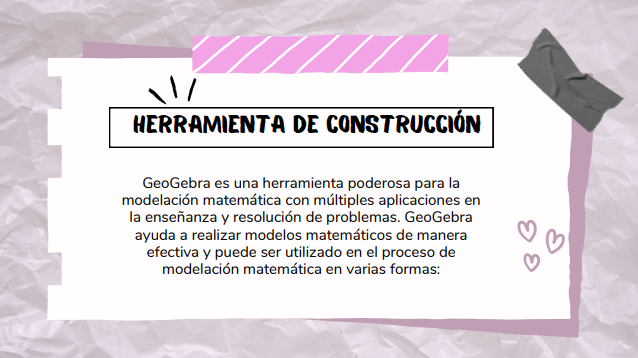 HERRAMIENTA DE CONSTRUCCIÓN
GeoGebra es una herramienta poderosa para la
modelación matemática con múltiples aplicaciones en
la enseñanza y resolución de problemas. GeoGebra
ayuda a realizar modelos matemáticos de manera
efectiva y puede ser utilizado en el proceso de
modelación matemática en varias formas: